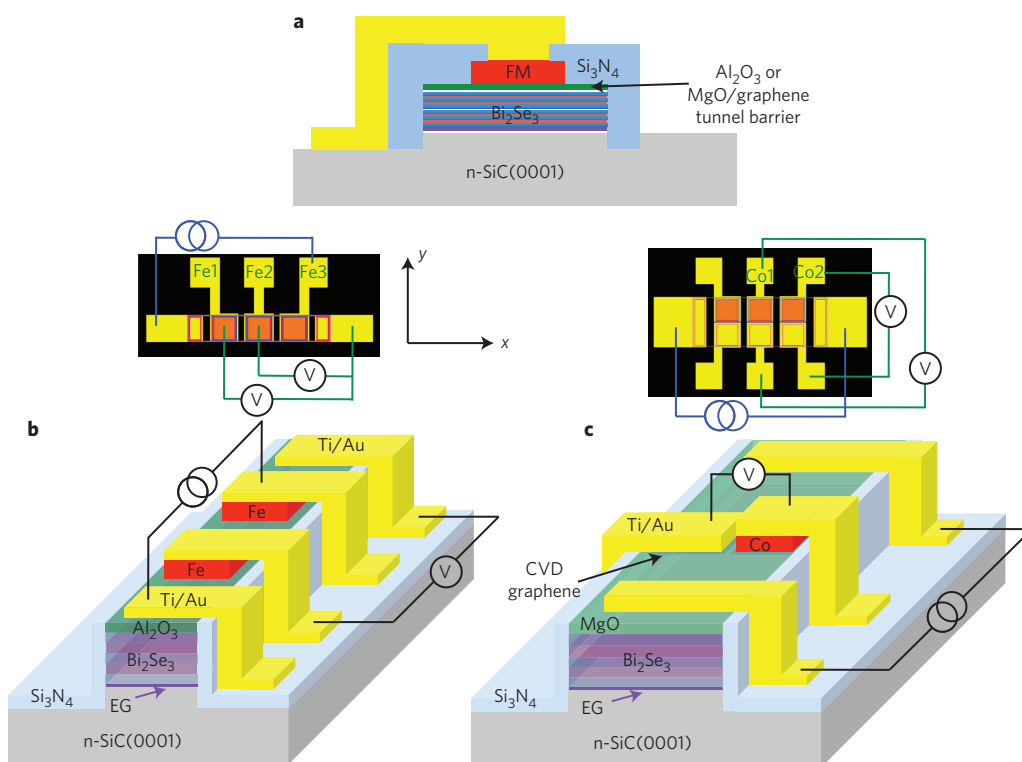 a
FM
Si₃N₄
Al₂O₃ or
MgO/graphene
tunnel barrier
Bi₂Se₃
n-SiC(0001)
Fe1
Fe2
Fe3
V
V
y
x
Co1
Co2
V
V
b
Ti/Au
Fe
Fe
Ti/Au
Al₂O₃
Bi₂Se₃
Si₃N₄
EG
n-SiC(0001)
V
c
V
Ti/Au
Co
CVD
graphene
MgO
Bi₂Se₃
Si₃N₄
EG
n-SiC(0001)